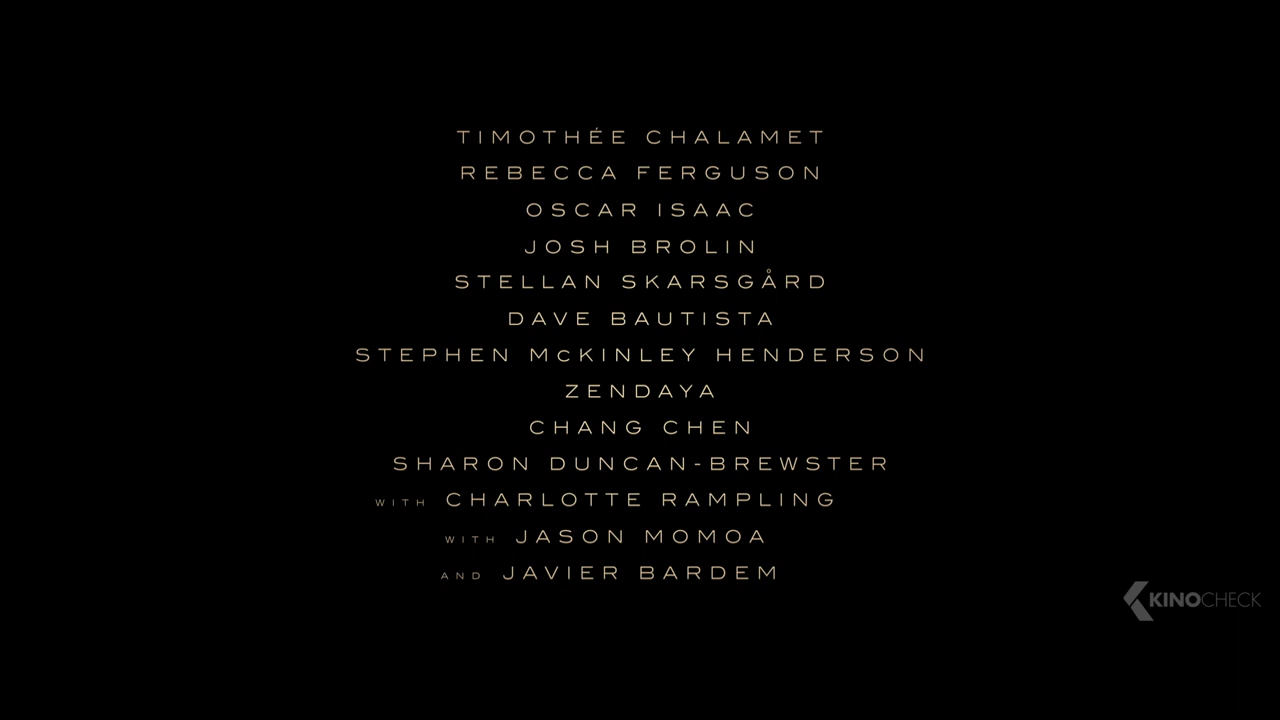 TIMOTHÉE CHALAMET
REBECCA FERGUSON
OSCAR ISAAC
JOSH BROLIN
STELLAN SKARSGÅRD
DAVE BAUTISTA
STEPHEN McKINLEY HENDERSON
ZENDAYA
CHANG CHEN
SHARON DUNCAN-BREWSTER
WITH CHARLOTTE RAMPLING
WITH JASON MOMOA
AND JAVIER BARDEM
KINOCHECK